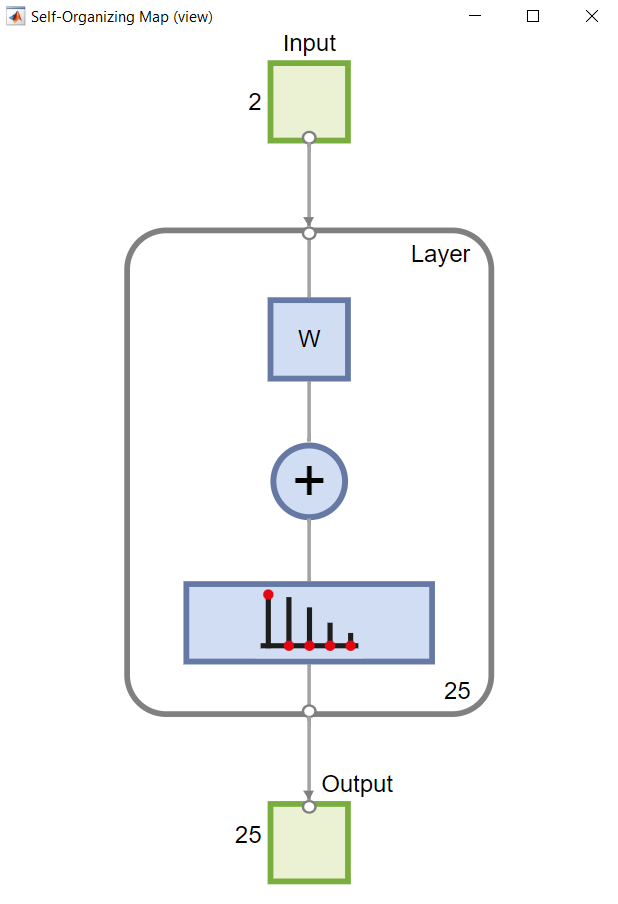 Self-Organizing Map (view)
Input
2
Layer
W
+
25
Output
25